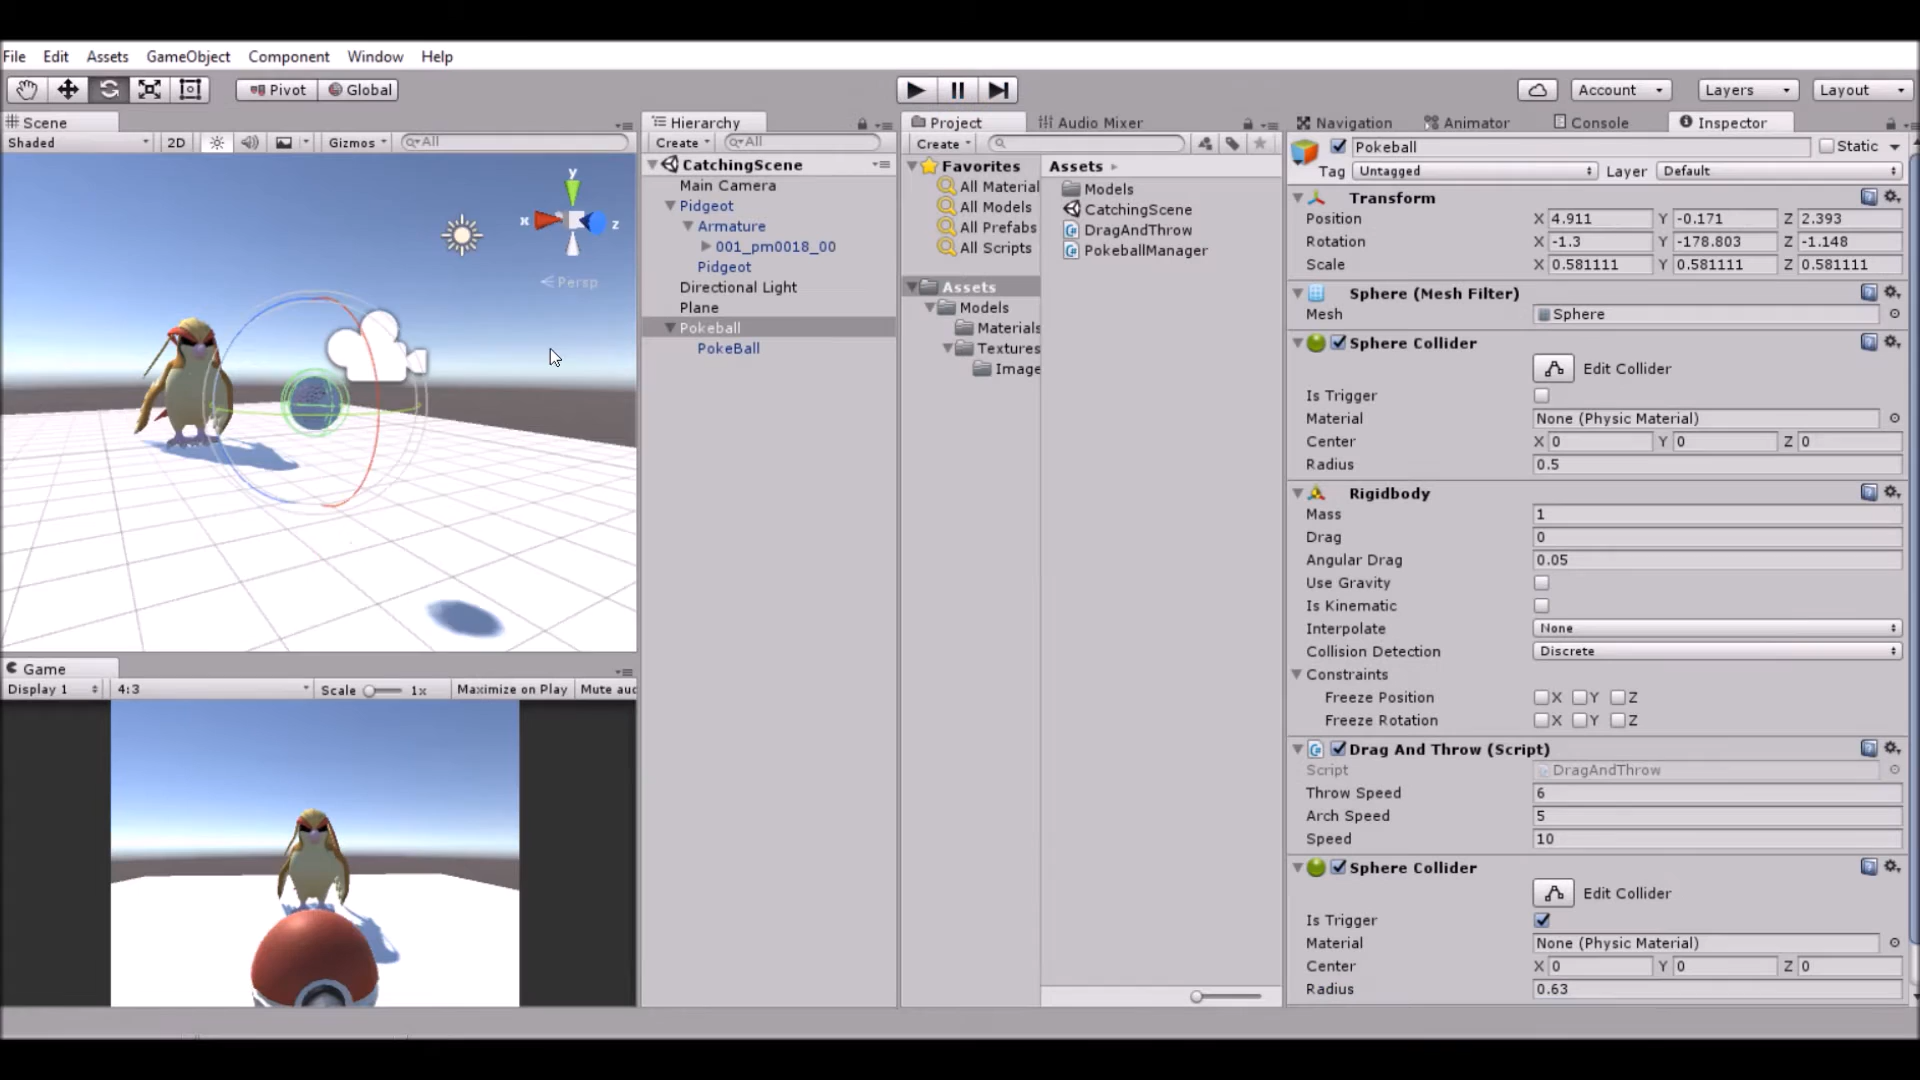 File Edit Assets GameObject Component Window Help
Pivot Global Account Layers Layout
Scene
Shaded 2D Gizmos All
y
x
z
Persp
Game
Display 1 4:3 Scale 1x Maximize on Play Mute auc
Hierarchy
Create All
CatchingScene
Main Camera
Pidgeot
Armature
001_pm0018_00
Pidgeot
Directional Light
Plane
Pokeball
PokeBall
Project Audio Mixer
Create
Favorites
All Material
All Models
All Prefabs
All Scripts
Assets
Models
Materials
Textures
Image
Assets
Models
CatchingScene
DragAndThrow
PokeballManager
Navigation Animator Console Inspector
Pokeball Static
Tag Untagged Layer Default
Transform
Position X 4.911 Y -0.171 Z 2.393
Rotation X -1.3 Y -178.803 Z -1.148
Scale X 0.581111 Y 0.581111 Z 0.581111
Sphere (Mesh Filter)
Mesh Sphere
Sphere Collider
Edit Collider
Is Trigger
Material None (Physic Material)
Center X 0 Y 0 Z 0
Radius 0.5
Rigidbody
Mass 1
Drag 0
Angular Drag 0.05
Use Gravity
Is Kinematic
Interpolate None
Collision Detection Discrete
Constraints
Freeze Position X Y Z
Freeze Rotation X Y Z
Drag And Throw (Script)
Script DragAndThrow
Throw Speed 6
Arch Speed 5
Speed 10
Sphere Collider
Edit Collider
Is Trigger
Material None (Physic Material)
Center X 0 Y 0 Z 0
Radius 0.63